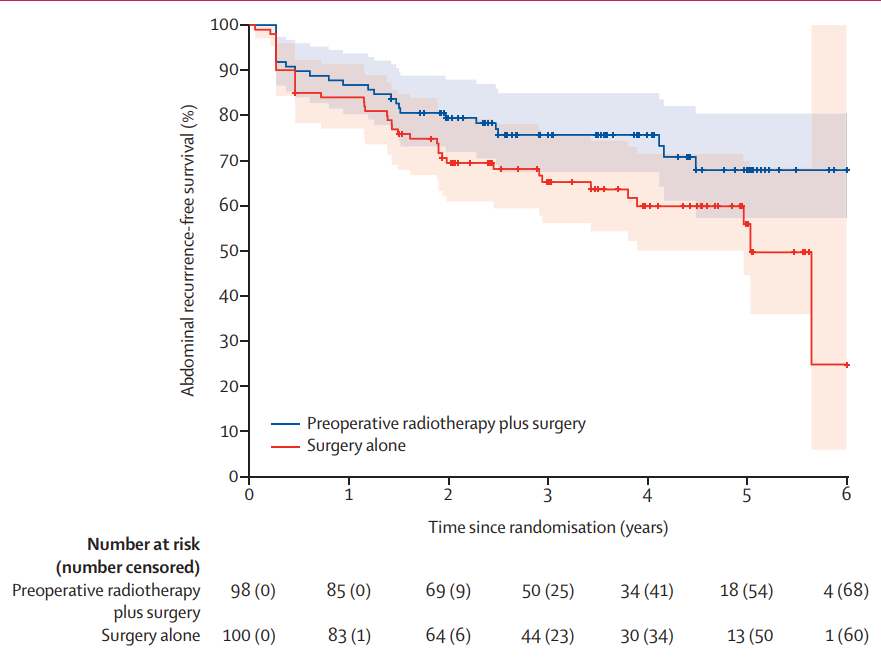 100
90
80
70
60
50
40
30
20
10
0
Abdominal recurrrence-free survival (%)
Preoperative radiotherapy plus surgery
Surgery alone
0 1 2 3 4 5 6
Time since randomisation (years)
Number at risk
(number censored)
Preoperative radiotherapy 98 (0) 85 (0) 69 (9) 50 (25) 34 (41) 18 (54) 4 (68)
plus surgery
Surgery alone 100 (0) 83 (1) 64 (6) 44 (23) 30 (34) 13 (50 1 (60)